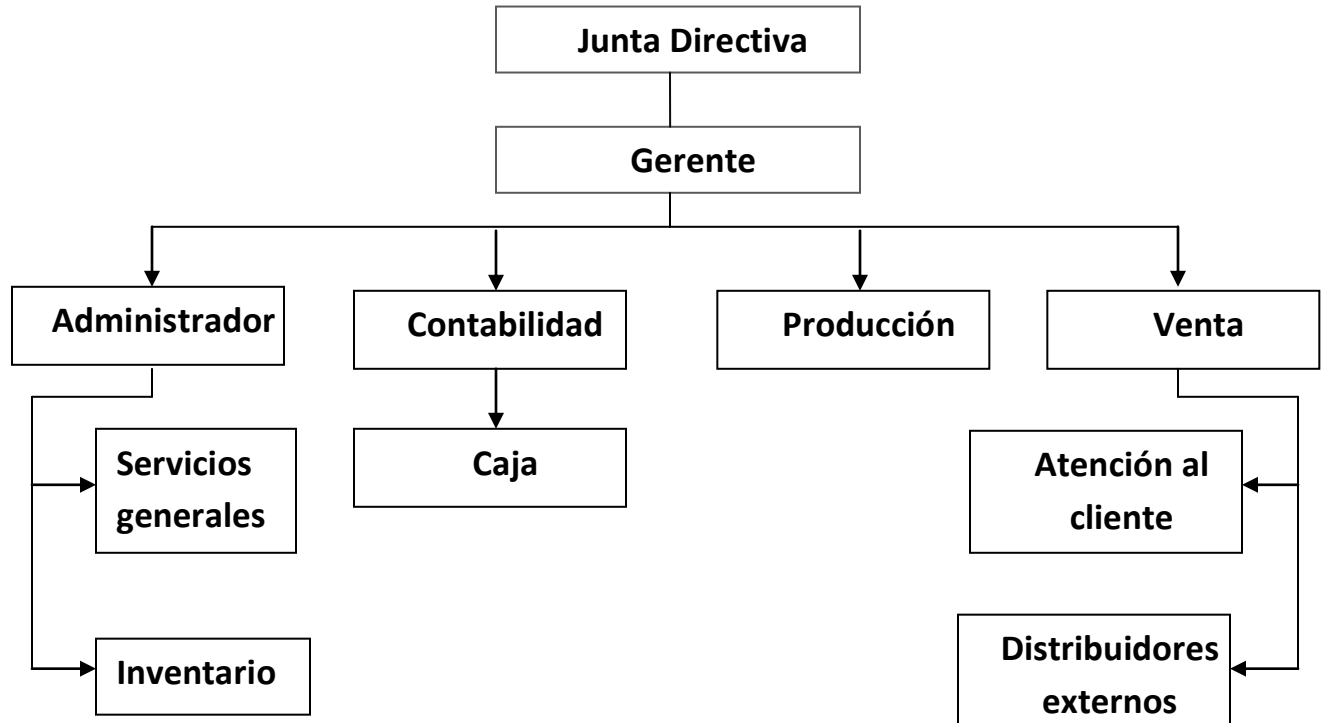 Junta Directiva
Gerente
Administrador
Contabilidad
Producción
Venta
Servicios
generales
Caja
Atención al
cliente
Inventario
Distribuidores
externos